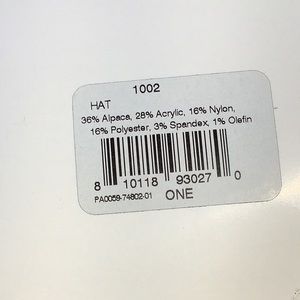 1002
HAT
36% Alpaca, 28% Acrylic, 16% Nylon,
16% Polyester, 3% Spandex, 1% Olefin
8 10118 93027 0
PA0059-74802-01 ONE